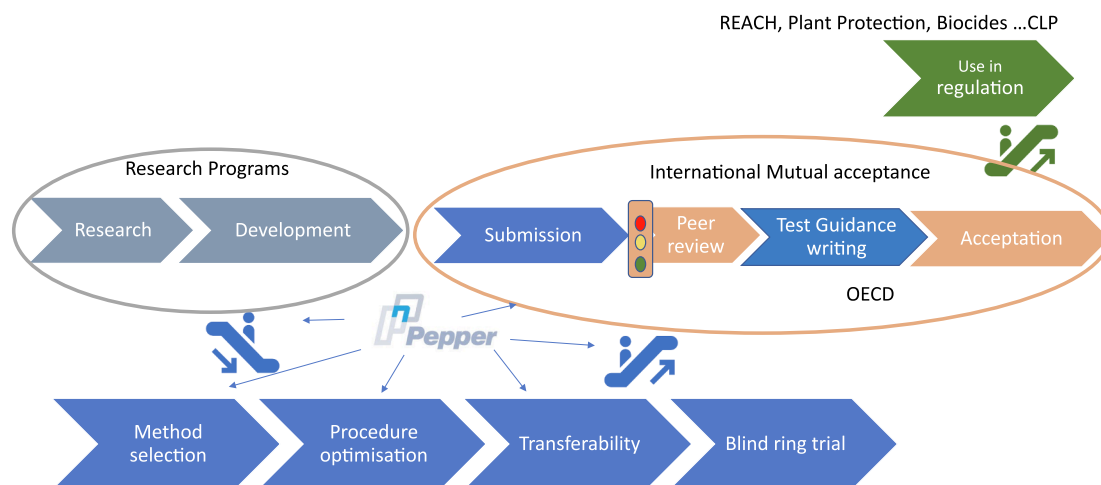 REACH, Plant Protection, Biocides ...CLP
Use in
regulation
Research Programs
International Mutual acceptance
Research
Development
Submission
Peer
review
Test Guidance
writing
Acceptation
OECD
Pepper
Method
selection
Procedure
optimisation
Transferability
Blind ring trial